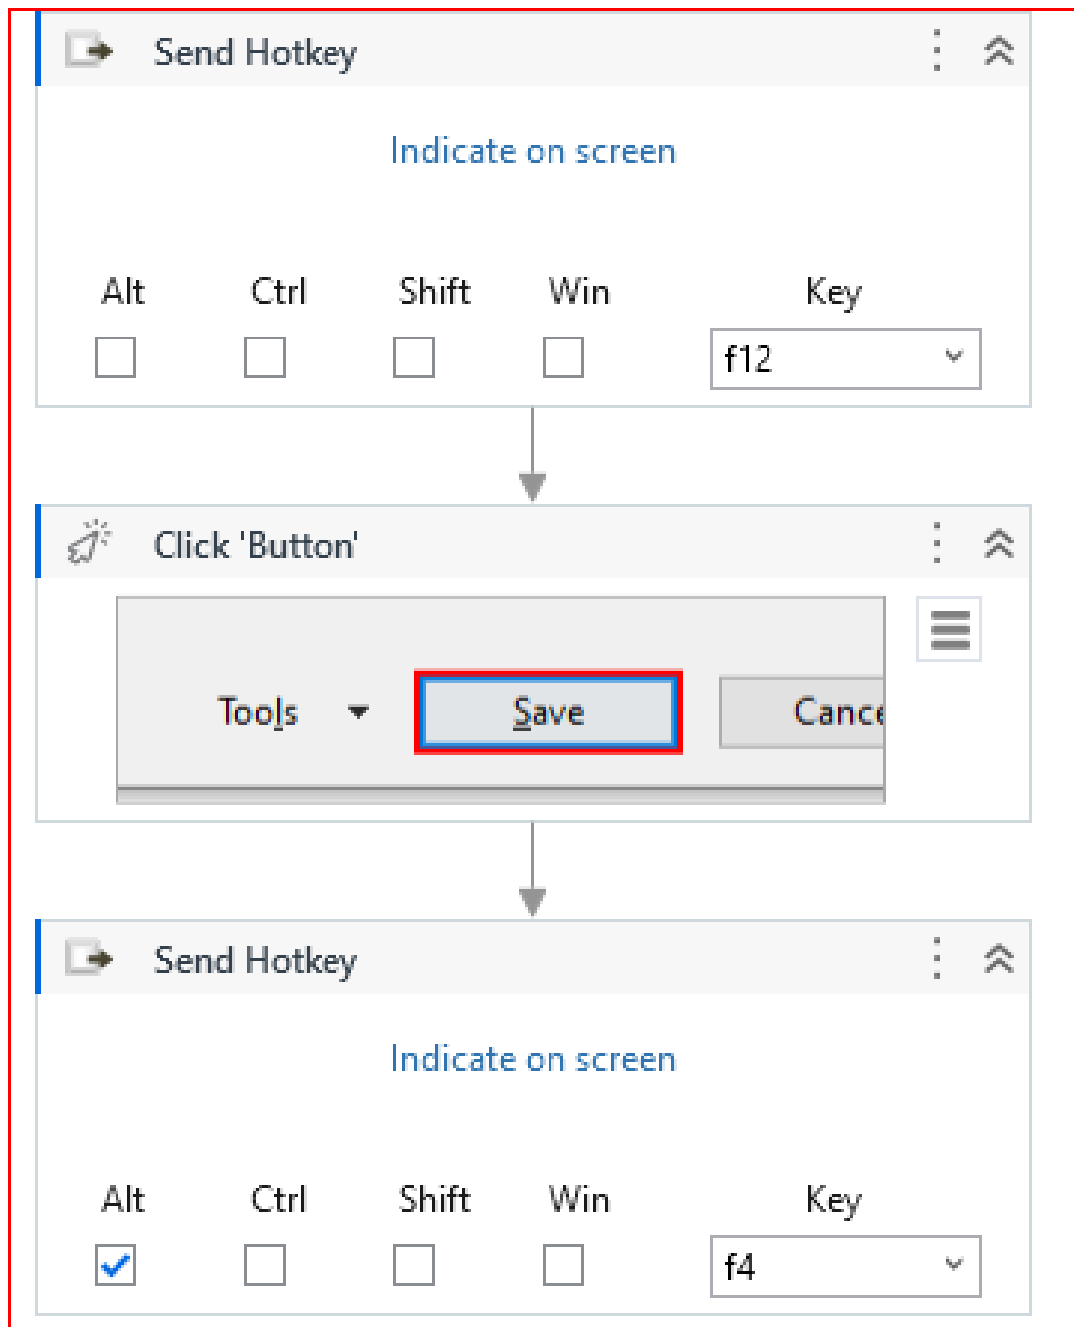 Send Hotkey
Indicate on screen
Alt Ctrl Shift Win Key
f12
Click 'Button'
Tools Save Cance
Send Hotkey
Indicate on screen
Alt Ctrl Shift Win Key
f4